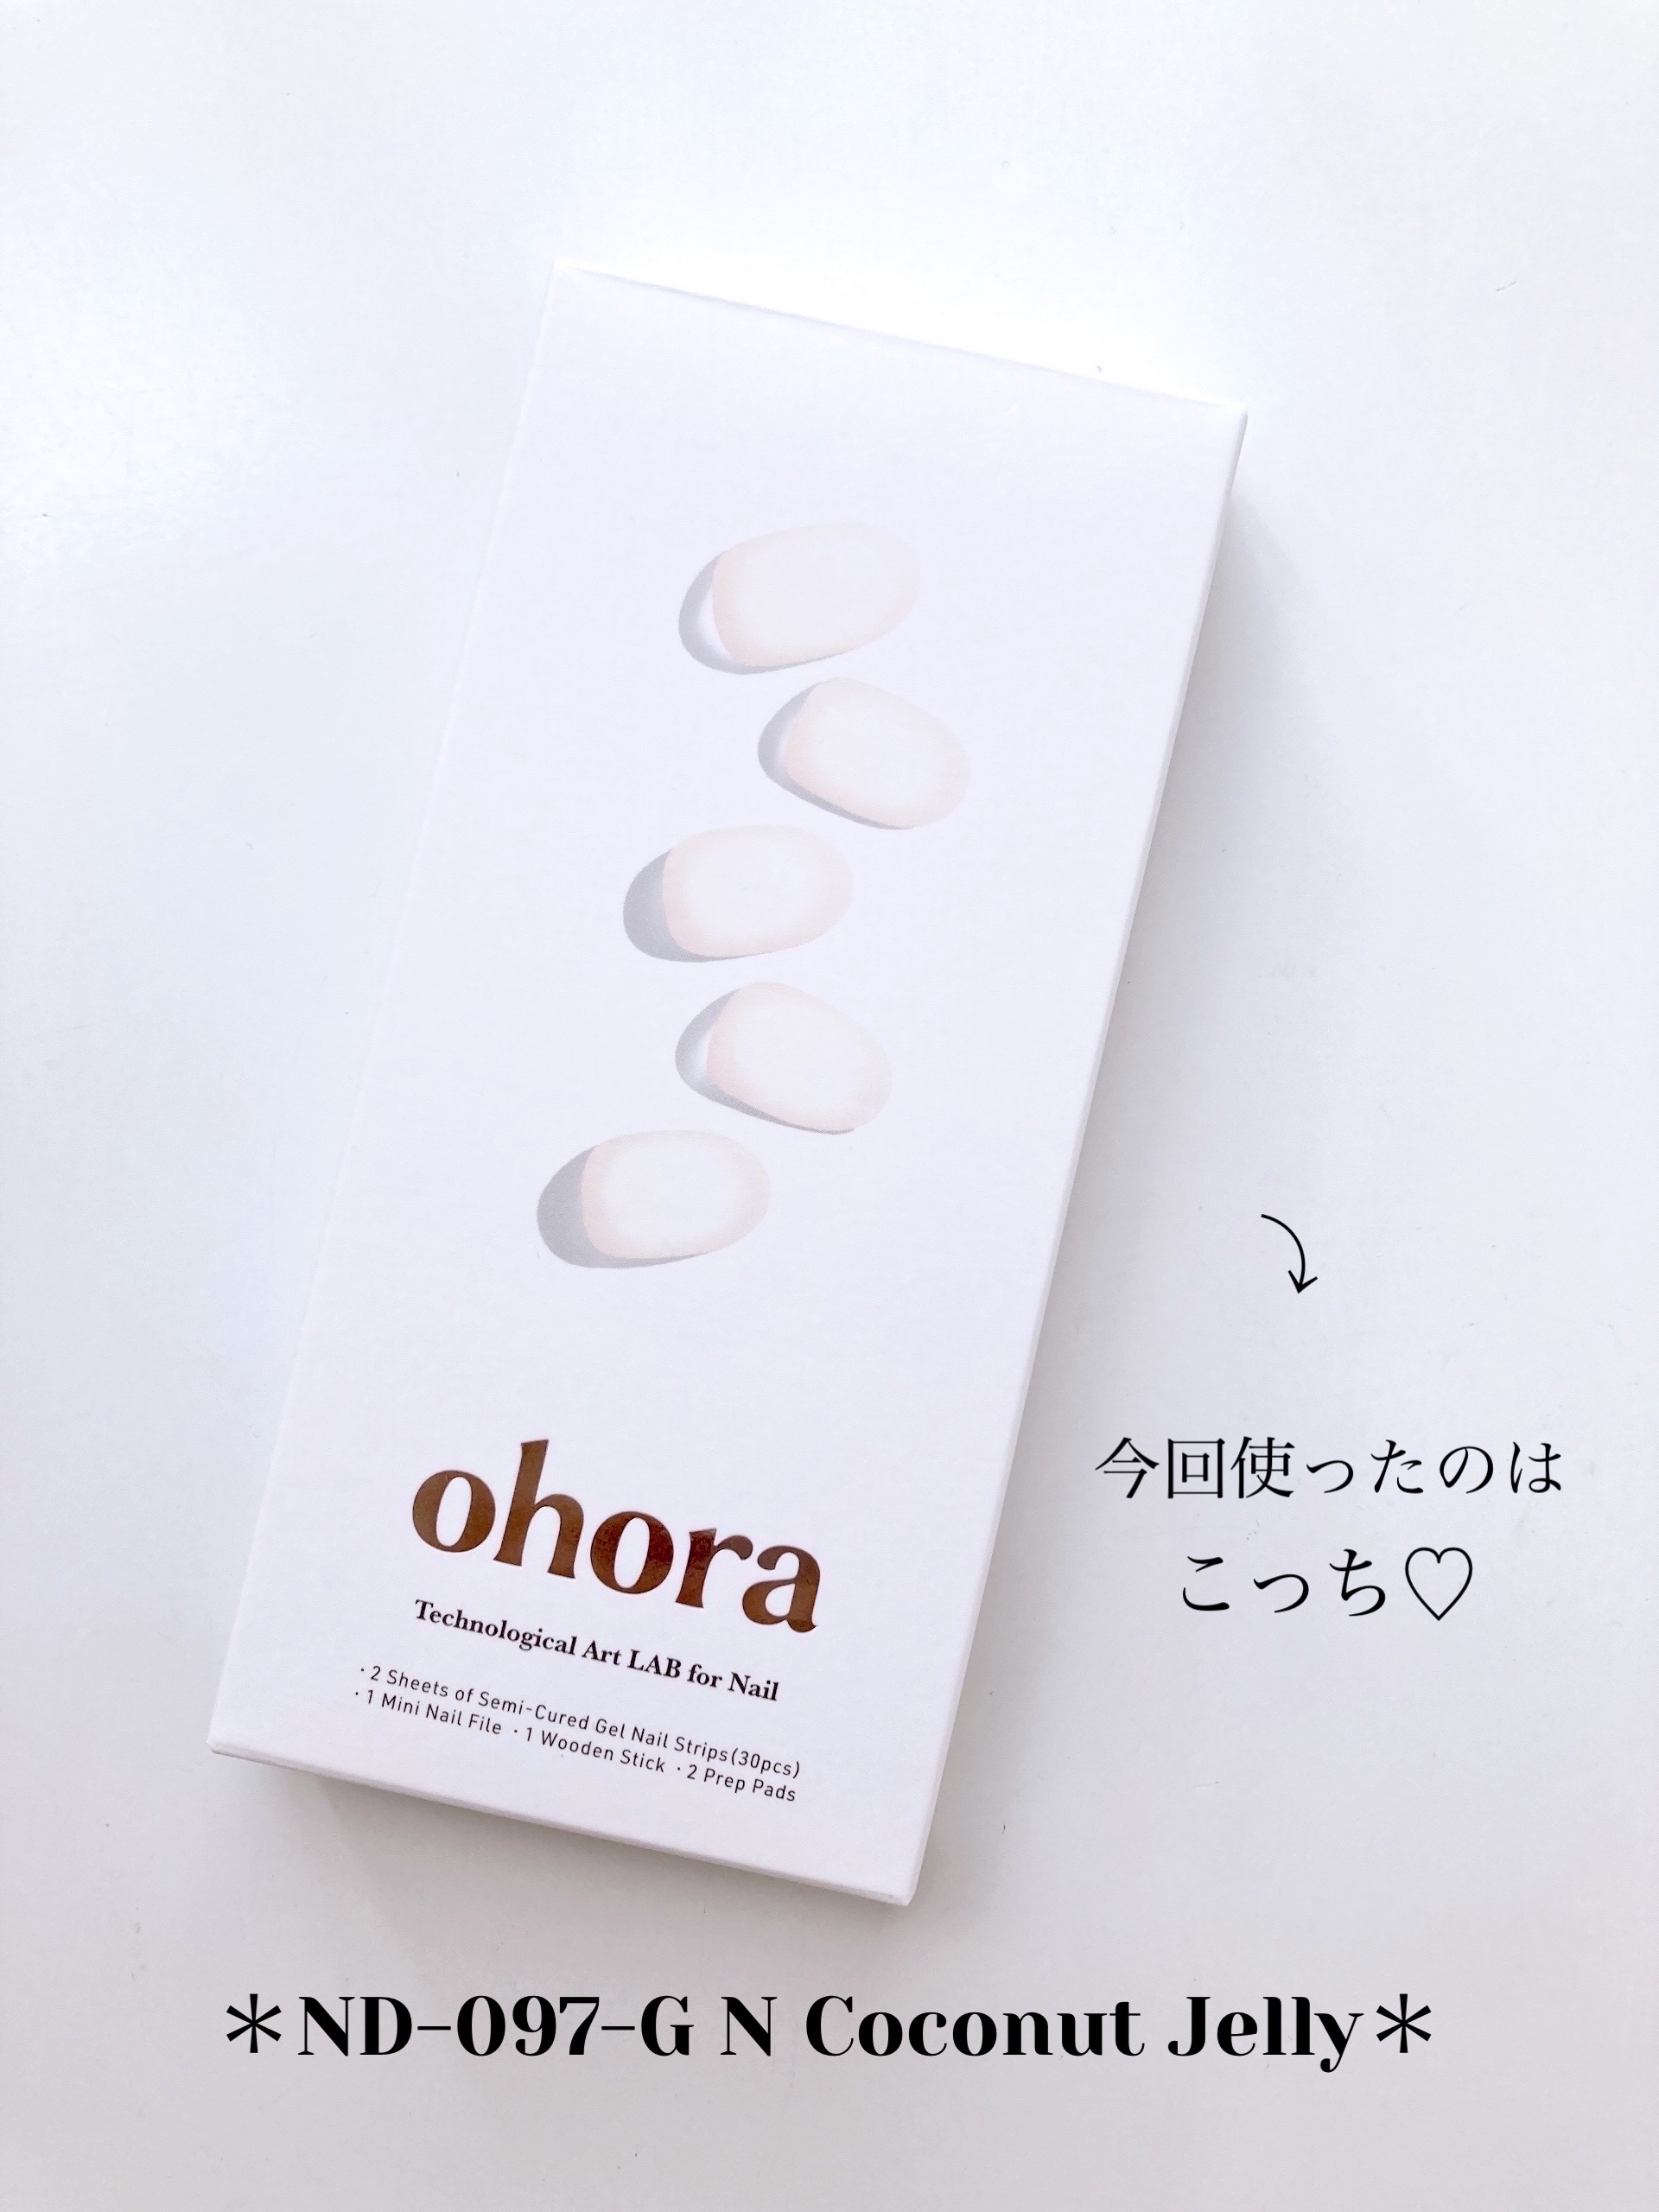 ohora
Technological Art LAB for Nail
· 2 Sheets of Semi-Cured Gel Nail Strips(30pcs)
· 1 Mini Nail File · 1 Wooden Stick · 2 Prep Pads
今回使ったのは
こっち♡
＊ND-097-G N Coconut Jelly＊